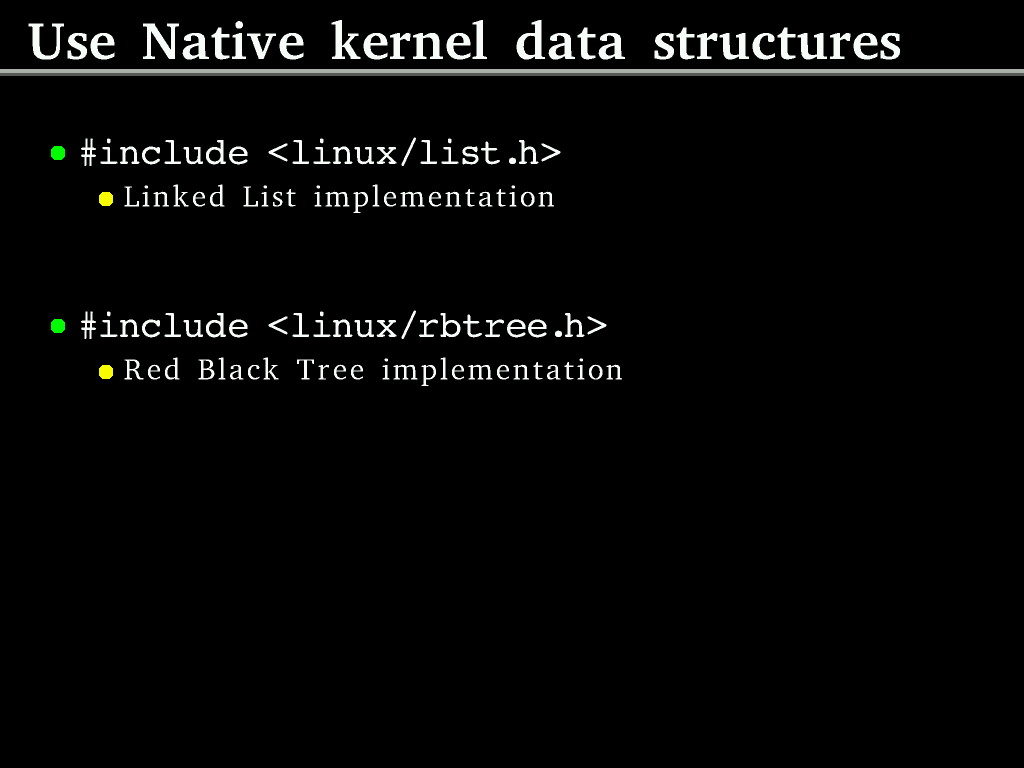 Use Native kernel data structures
#include <linux/list.h>
Linked List implementation
#include <linux/rbtree.h>
Red Black Tree implementation